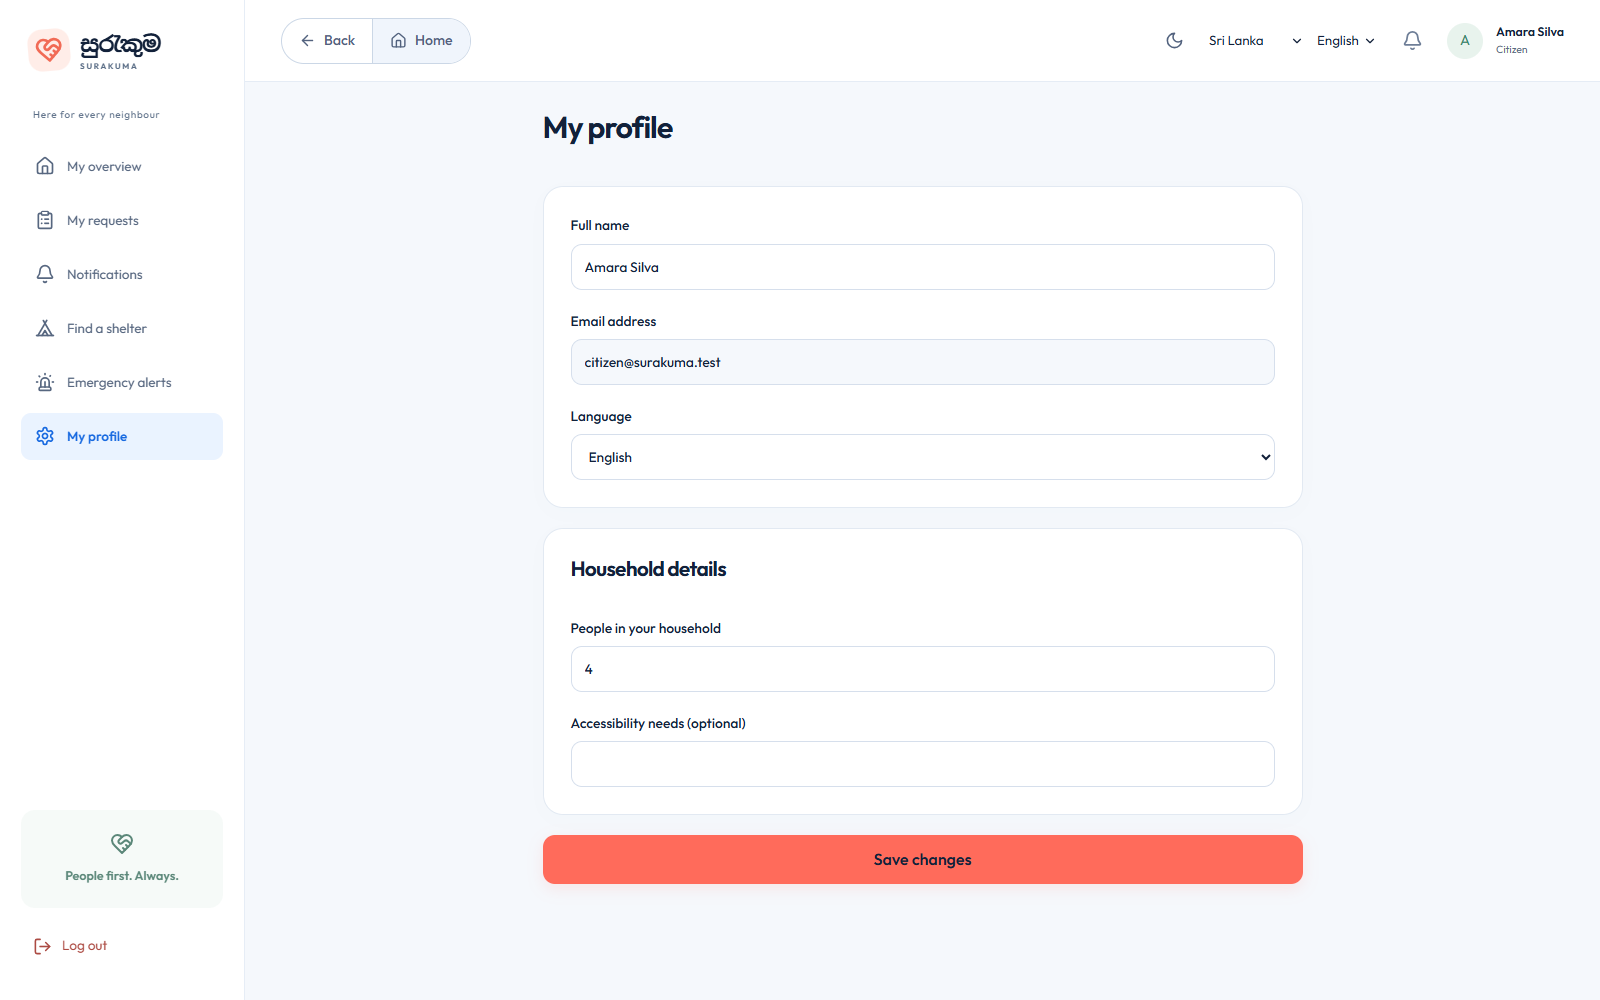 සුරැකුම
SURAKUMA
Here for every neighbour
My overview
My requests
Notifications
Find a shelter
Emergency alerts
My profile
People first. Always.
Log out
Back
Home
Sri Lanka
English
A
Amara Silva
Citizen
My profile
Full name
Amara Silva
Email address
citizen@surakuma.test
Language
English
Household details
People in your household
4
Accessibility needs (optional)
Save changes